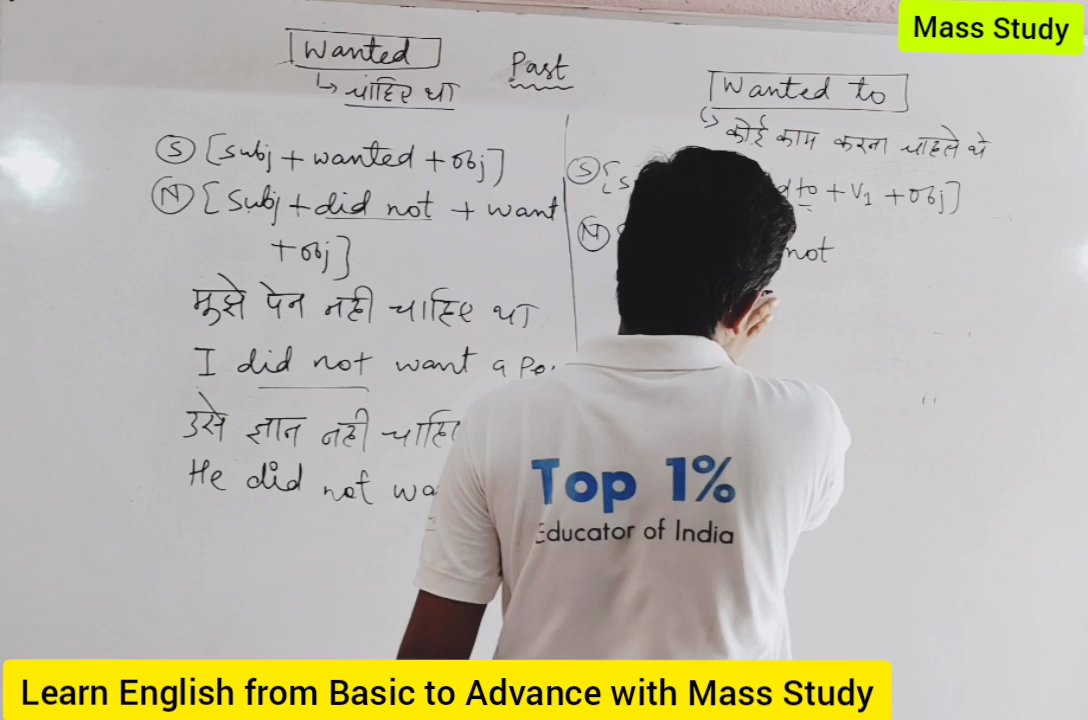 Mass Study
Wanted
↳ चाहिए था
Past
Ⓢ [subj + wanted + obj]
Ⓝ [subj + did not + want
+ obj]
मुझे पेन नही चाहिए था
I did not want a
उसे ज्ञान नही
He did not
Wanted to
↳ कोई काम करना चाहते थे
Ⓢ [s to + V1 + obj]
Ⓝ not
Top 1%
Educator of India
Learn English from Basic to Advance with Mass Study